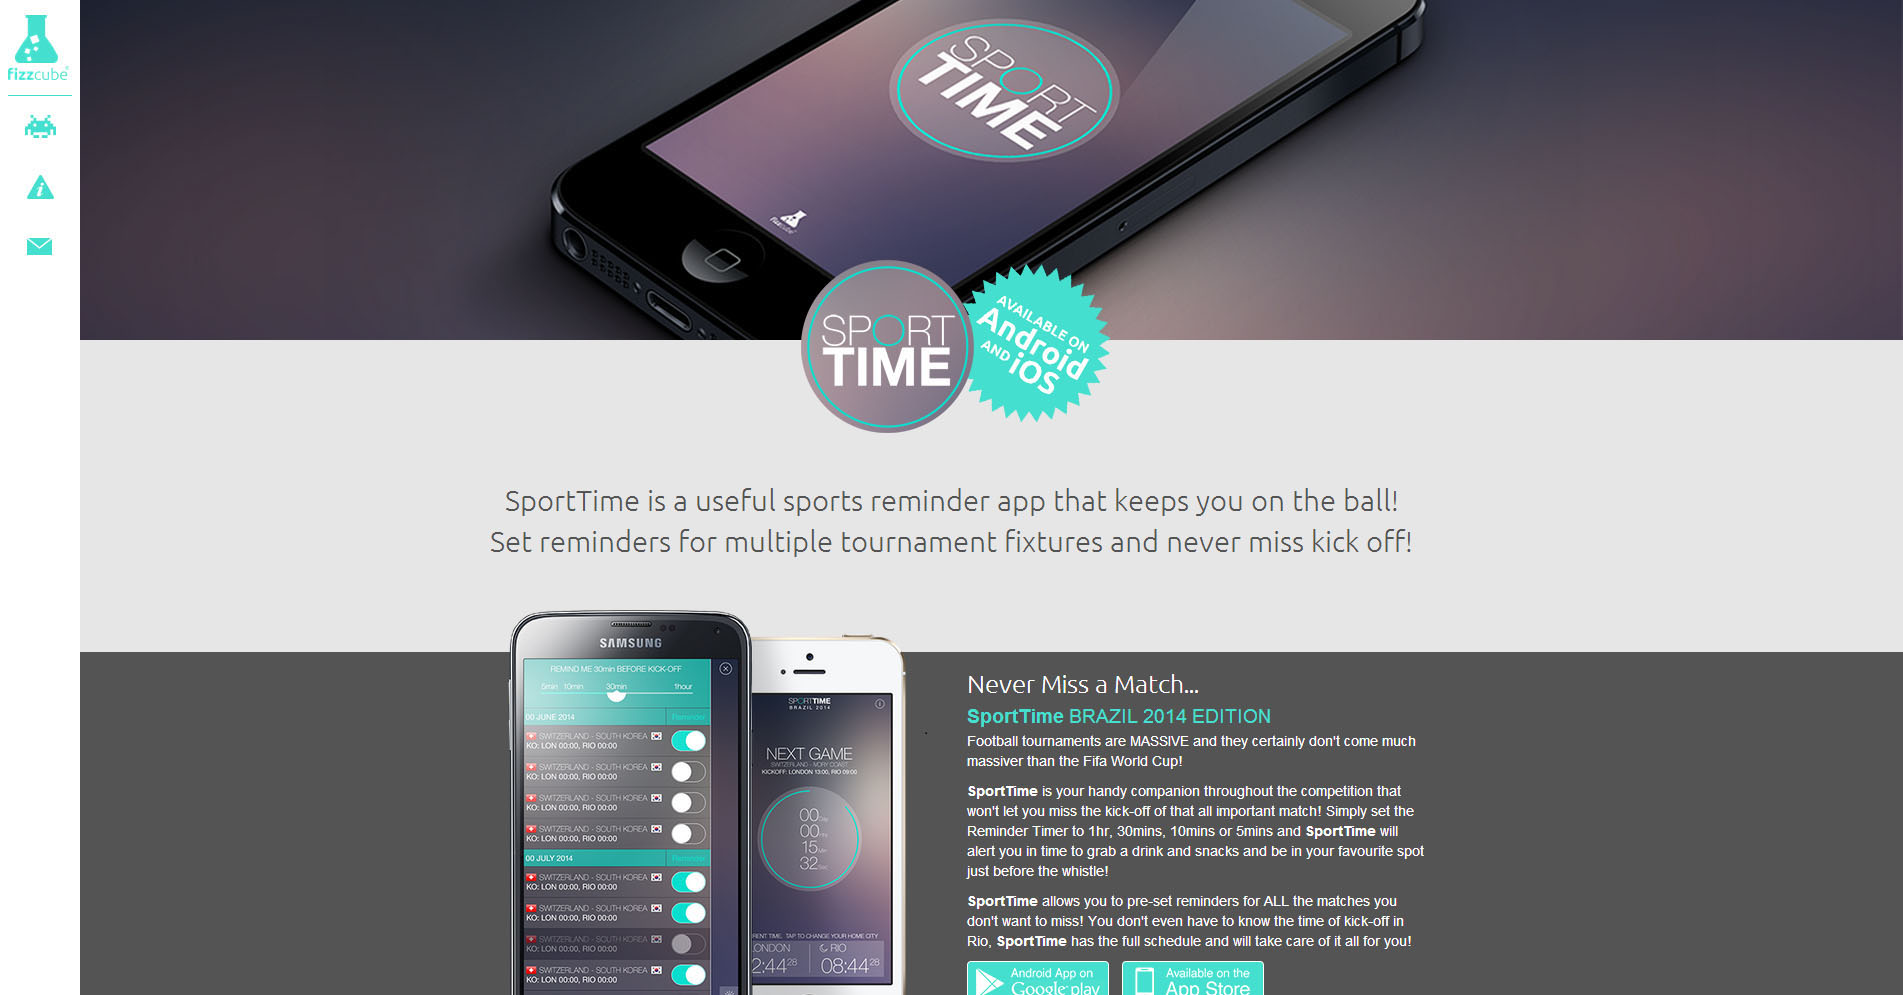 fizzcube
SPORT
TIME
fizzcube
SPORT
TIME
AVAILABLE ON
Android
AND iOS
SportTime is a useful sports reminder app that keeps you on the ball!
Set reminders for multiple tournament fixtures and never miss kick off!
SAMSUNG
REMIND ME 30min BEFORE KICK-OFF
5min 10min 30min 1hour
00 JUNE 2014 Reminder
SWITZERLAND - SOUTH KOREA
KO: LON 00:00, RIO 00:00
SWITZERLAND - SOUTH KOREA
KO: LON 00:00, RIO 00:00
SWITZERLAND - SOUTH KOREA
KO: LON 00:00, RIO 00:00
SWITZERLAND - SOUTH KOREA
KO: LON 00:00, RIO 00:00
00 JULY 2014 Reminder
SWITZERLAND - SOUTH KOREA
KO: LON 00:00, RIO 00:00
SWITZERLAND - SOUTH KOREA
KO: LON 00:00, RIO 00:00
SWITZERLAND - SOUTH KOREA
KO: LON 00:00, RIO 00:00
SWITZERLAND - SOUTH KOREA
KO: LON 00:00, RIO 00:00
SPORTTIME
BRAZIL 2014
NEXT GAME
SWITZERLAND - IVORY COAST
KICKOFF: LONDON 13:00, RIO 09:00
00 Day
00 Hrs
15 Min
32 Sec
RENT TIME. TAP TO CHANGE YOUR HOME CITY
ONDON RIO
2:44 28 08:44 28
Never Miss a Match...
SportTime BRAZIL 2014 EDITION
Football tournaments are MASSIVE and they certainly don't come much
massiver than the Fifa World Cup!
SportTime is your handy companion throughout the competition that
won't let you miss the kick-off of that all important match! Simply set the
Reminder Timer to 1hr, 30mins, 10mins or 5mins and SportTime will
alert you in time to grab a drink and snacks and be in your favourite spot
just before the whistle!
SportTime allows you to pre-set reminders for ALL the matches you
don't want to miss! You don't even have to know the time of kick-off in
Rio, SportTime has the full schedule and will take care of it all for you!
Android App on
Google play
Available on the
App Store